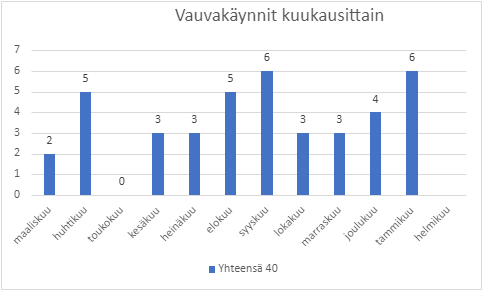 Vauvakäynnit kuukausittain
7
6
5
4
3
2
1
0
2
5
0
3
3
5
6
3
3
4
6
maaliskuu
huhtikuu
toukokuu
kesäkuu
heinäkuu
elokuu
syyskuu
lokakuu
marraskuu
joulukuu
tammikuu
helmikuu
Yhteensä 40